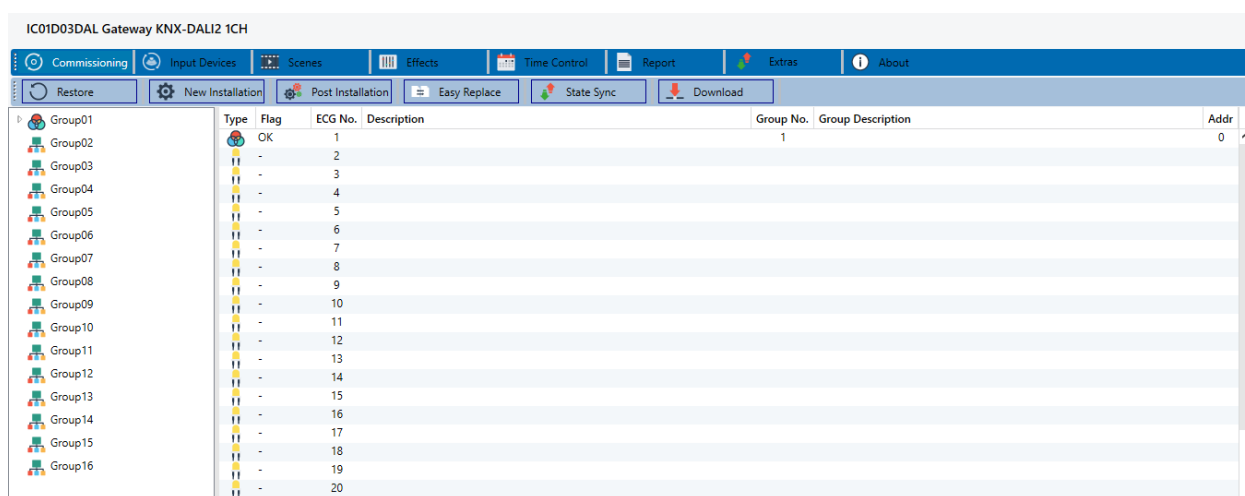 IC01D03DAL Gateway KNX-DALI2 1CH
Commissioning Input Devices Scenes Effects Time Control Report Extras About
Restore New Installation Post Installation Easy Replace State Sync Download
Group01
Group02
Group03
Group04
Group05
Group06
Group07
Group08
Group09
Group10
Group11
Group12
Group13
Group14
Group15
Group16
Type Flag ECG No. Description Group No. Group Description Addr
OK 1 1 0
- 2
- 3
- 4
- 5
- 6
- 7
- 8
- 9
- 10
- 11
- 12
- 13
- 14
- 15
- 16
- 17
- 18
- 19
- 20